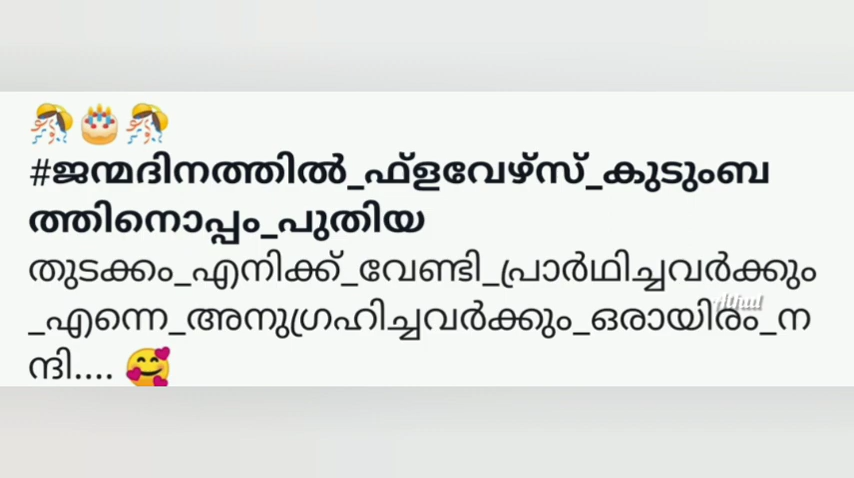 🎊🎂🎊
#ജന്മദിനത്തിൽ_ഫ്ളവേഴ്സ്_കുടുംബ
ത്തിനൊപ്പം_പുതിയ
തുടക്കം_എനിക്ക്_വേണ്ടി_പ്രാർഥിച്ചവർക്കും
_എന്നെ_അനുഗ്രഹിച്ചവർക്കും_ഒരായിരം_ന
ന്ദി.... 🥰